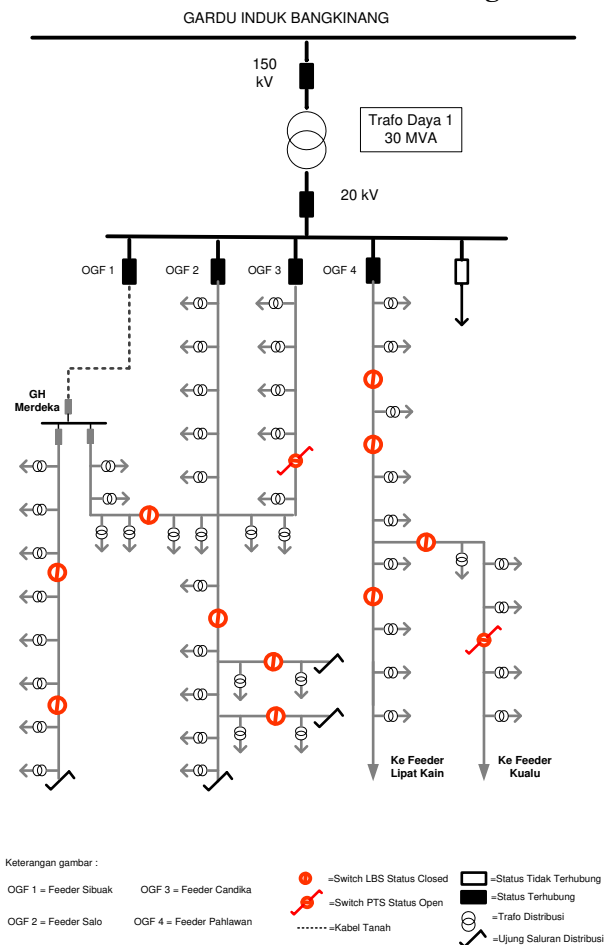 GARDU INDUK BANGKINANG
150
kV
Trafo Daya 1
30 MVA
20 kV
OGF 1
OGF 2
OGF 3
OGF 4
GH
Merdeka
Ke Feeder
Lipat Kain
Ke Feeder
Kualu
Keterangan gambar :
OGF 1 = Feeder Sibuak
OGF 3 = Feeder Candika
OGF 2 = Feeder Salo
OGF 4 = Feeder Pahlawan
=Switch LBS Status Closed
=Switch PTS Status Open
=Kabel Tanah
=Status Tidak Terhubung
=Status Terhubung
=Trafo Distribusi
=Ujung Saluran Distribusi